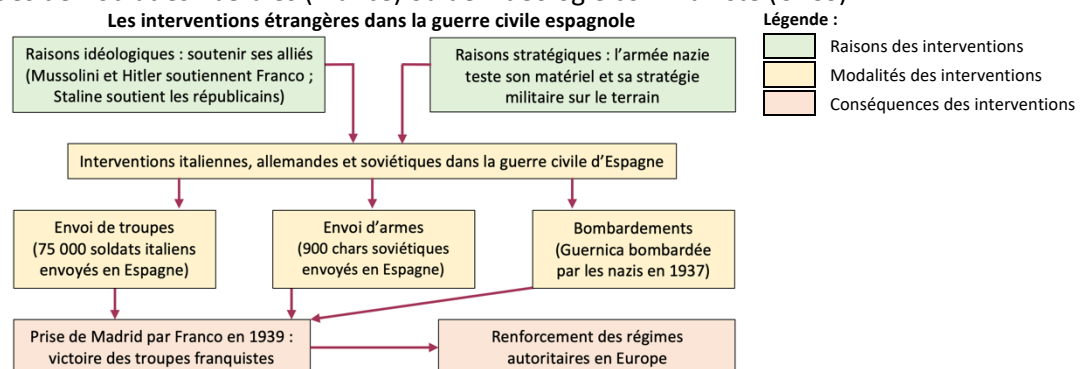 Les interventions étrangères dans la guerre civile espagnole
Légende :
Raisons idéologiques : soutenir ses alliés
(Mussolini et Hitler soutiennent Franco ;
Staline soutient les républicains)
Raisons stratégiques : l'armée nazie
teste son matériel et sa stratégie
militaire sur le terrain
Raisons des interventions
Modalités des interventions
Conséquences des interventions
Interventions italiennes, allemandes et soviétiques dans la guerre civile d'Espagne
Envoi de troupes
(75 000 soldats italiens
envoyés en Espagne)
Envoi d'armes
(900 chars soviétiques
envoyés en Espagne)
Bombardements
(Guernica bombardée
par les nazis en 1937)
Prise de Madrid par Franco en 1939 :
victoire des troupes franquistes
Renforcement des régimes
autoritaires en Europe